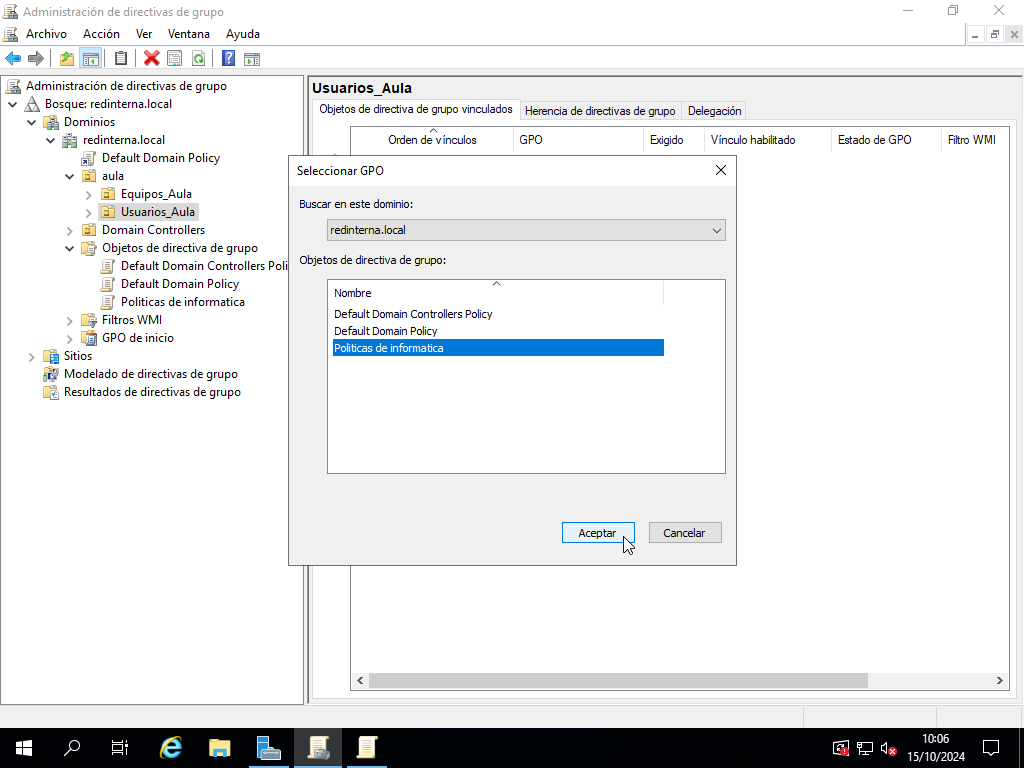 Administración de directivas de grupo
Archivo Acción Ver Ventana Ayuda
Administración de directivas de grupo
Bosque: redinterna.local
Dominios
redinterna.local
Default Domain Policy
aula
Equipos_Aula
Usuarios_Aula
Domain Controllers
Objetos de directiva de grupo
Default Domain Controllers Poli
Default Domain Policy
Politicas de informatica
Filtros WMI
GPO de inicio
Sitios
Modelado de directivas de grupo
Resultados de directivas de grupo
Usuarios_Aula
Objetos de directiva de grupo vinculados Herencia de directivas de grupo Delegación
Orden de vínculos GPO Exigido Vínculo habilitado Estado de GPO Filtro WMI
Seleccionar GPO
Buscar en este dominio:
redinterna.local
Objetos de directiva de grupo:
Nombre
Default Domain Controllers Policy
Default Domain Policy
Politicas de informatica
Aceptar Cancelar
10:06
15/10/2024